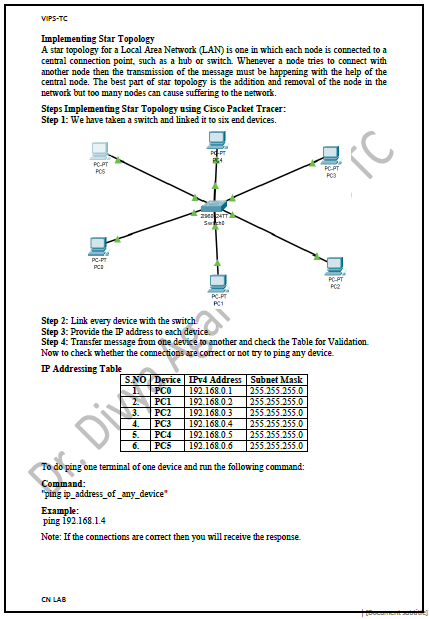 VIPS-TC
Implementing Star Topology
A star topology for a Local Area Network (LAN) is one in which each node is connected to a
central connection point, such as a hub or switch. Whenever a node tries to connect with
another node then the transmission of the message must be happening with the help of the
central node. The best part of star topology is the addition and removal of the node in the
network but too many nodes can cause suffering to the network.
Steps Implementing Star Topology using Cisco Packet Tracer:
Step 1: We have taken a switch and linked it to six end devices.
PC-PT
PC4
PC-PT
PC5
PC-PT
PC3
Switch0
PC-PT
PC0
PC-PT
PC2
PC-PT
PC1
Step 2: Link every device with the switch.
Step 3: Provide the IP address to each device.
Step 4: Transfer message from one device to another and check the Table for Validation.
Now to check whether the connections are correct or not try to ping any device.
IP Addressing Table
S.NO Device IPv4 Address Subnet Mask
1. PC0 192.168.0.1 255.255.255.0
2. PC1 192.168.0.2 255.255.255.0
3. PC2 192.168.0.3 255.255.255.0
4. PC3 192.168.0.4 255.255.255.0
5. PC4 192.168.0.5 255.255.255.0
6. PC5 192.168.0.6 255.255.255.0
To do ping one terminal of one device and run the following command:
Command:
"ping ip_address_of _any_device"
Example:
ping 192.168.1.4
Note: If the connections are correct then you will receive the response.
CN LAB
[Document subtitle]
Dr. Divya
TC